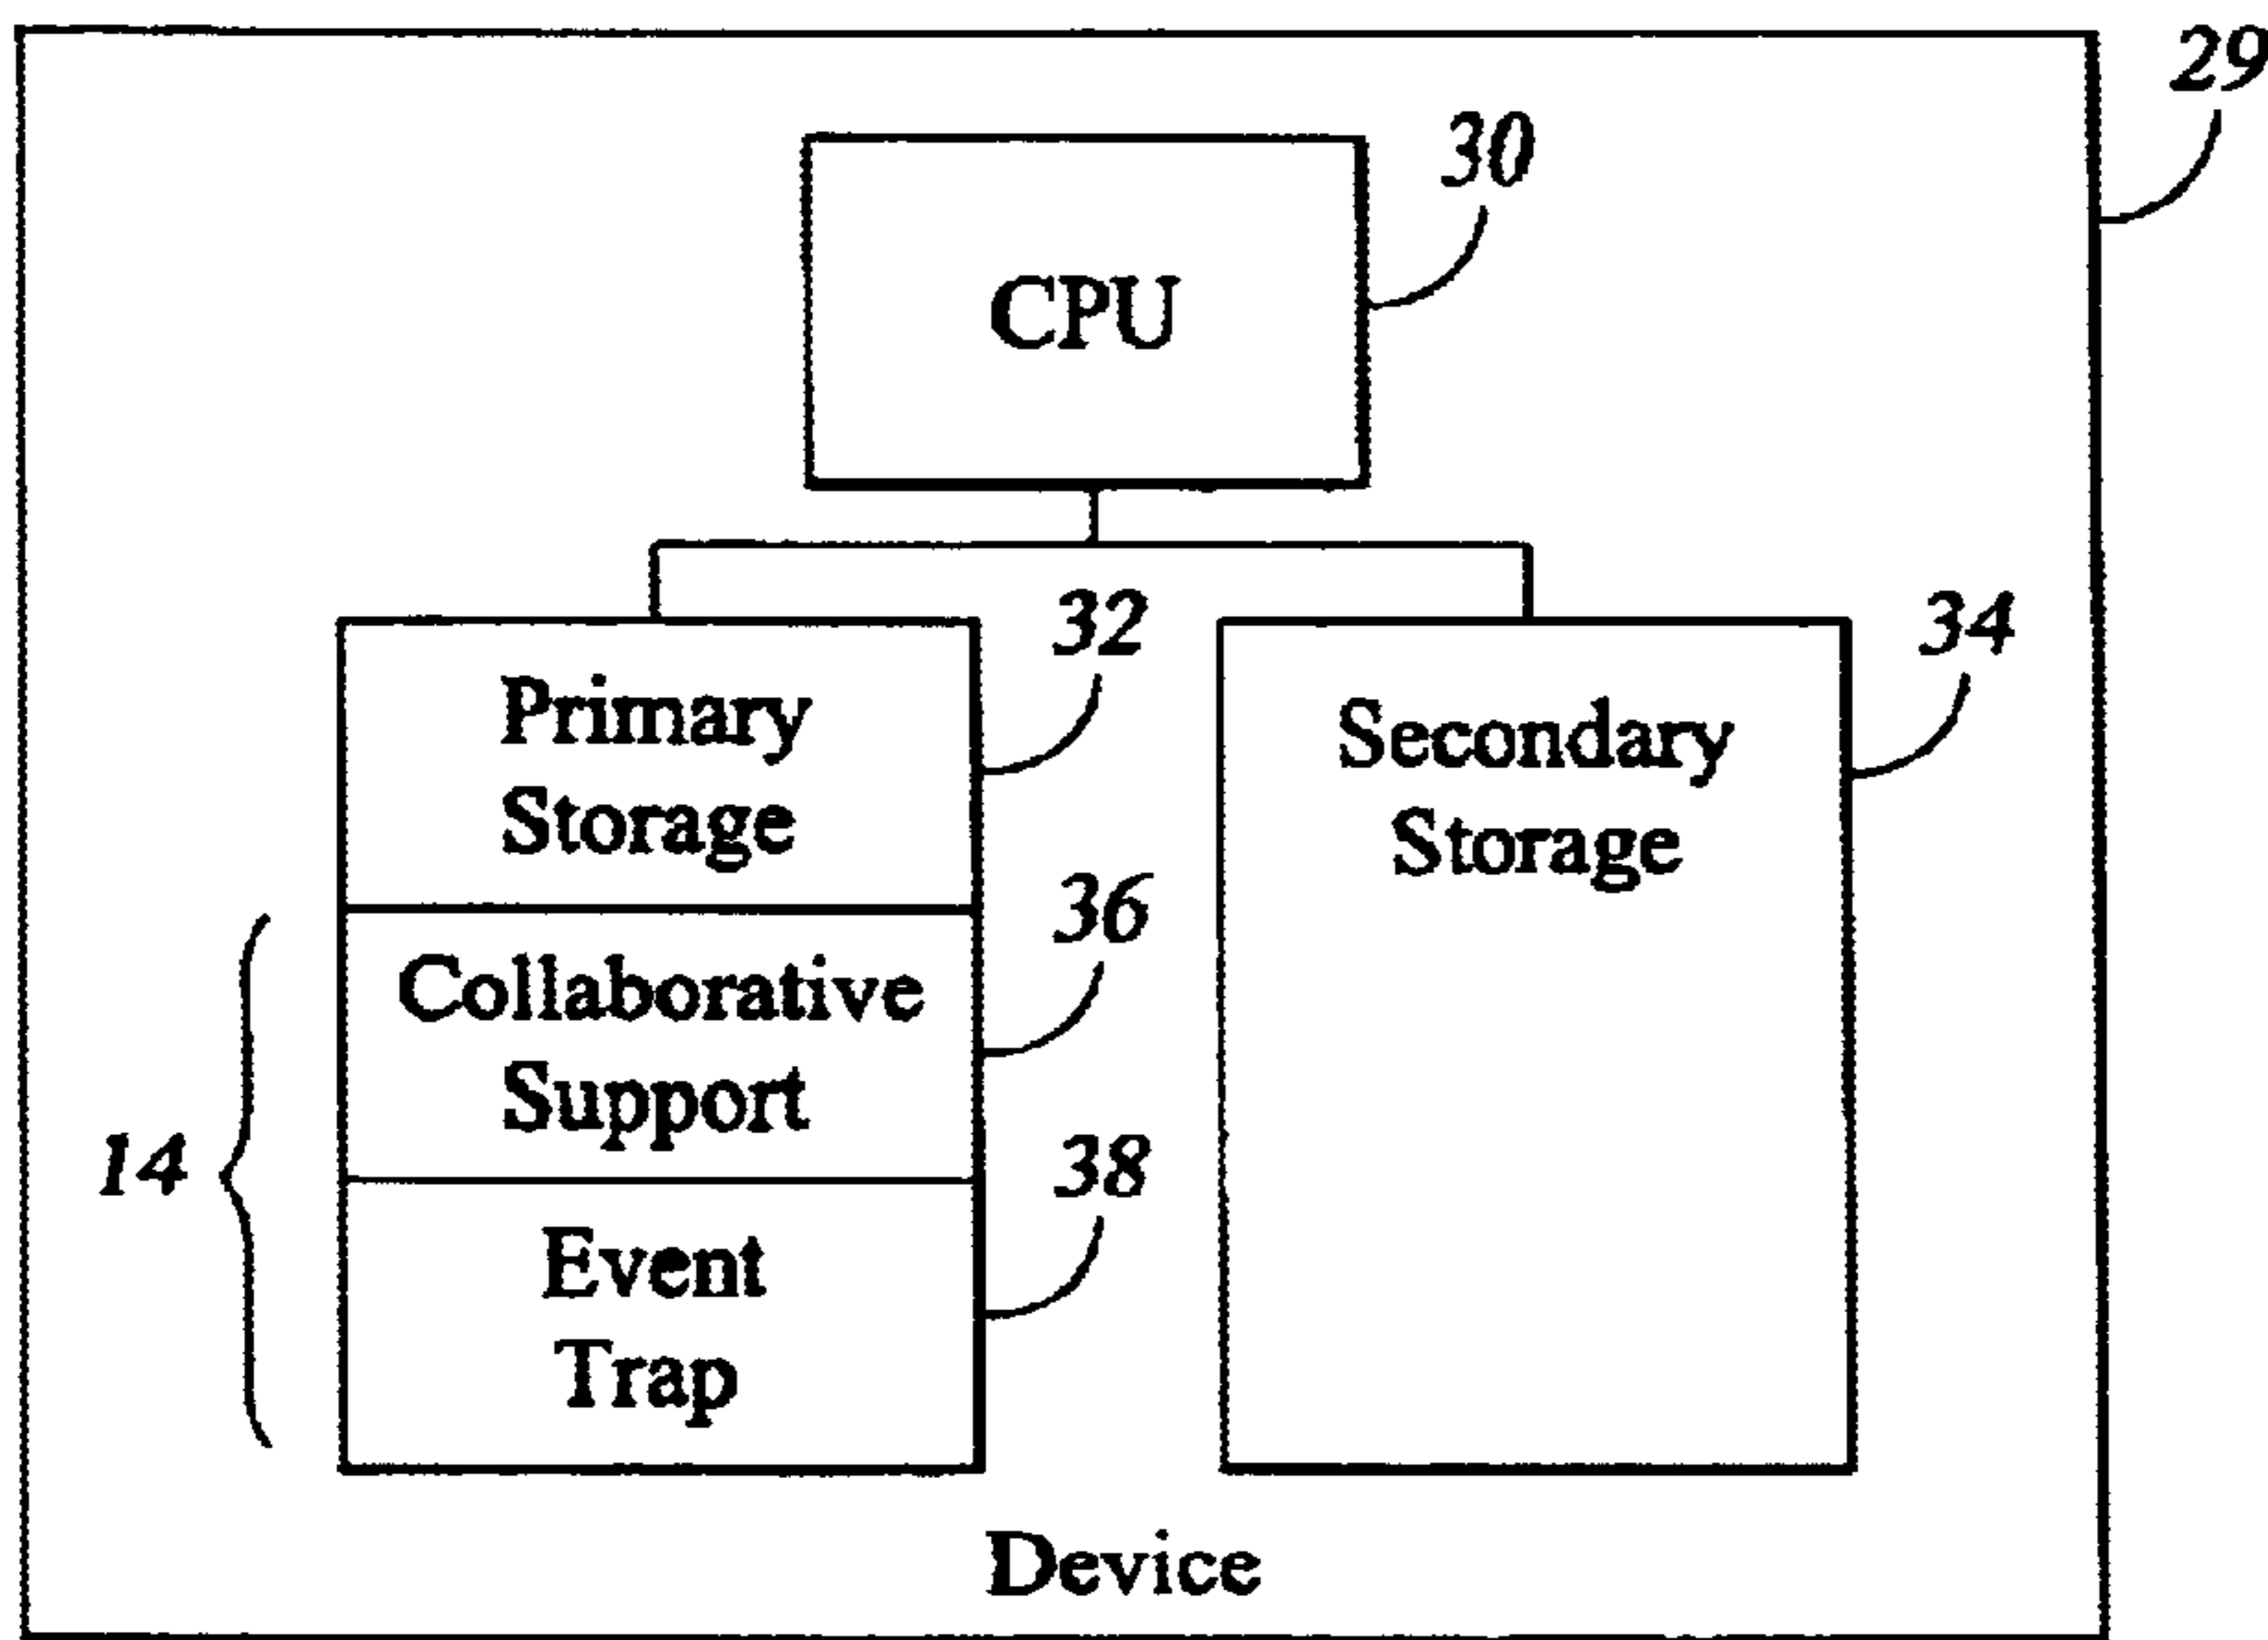 29
30
CPU
32
34
Primary
Storage
Secondary
Storage
36
Collaborative
Support
14
38
Event
Trap
Device